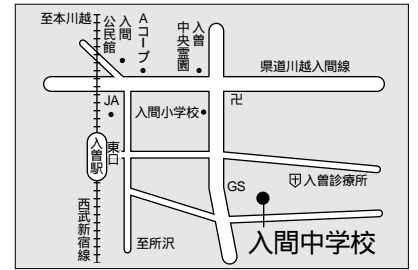 至本川越
入間
公民館
Aコープ
入曽
中央霊園
県道川越入間線
JA
入間小学校
卍
入曽駅
東口
GS
入曽診療所
西武新宿線
至所沢
入間中学校